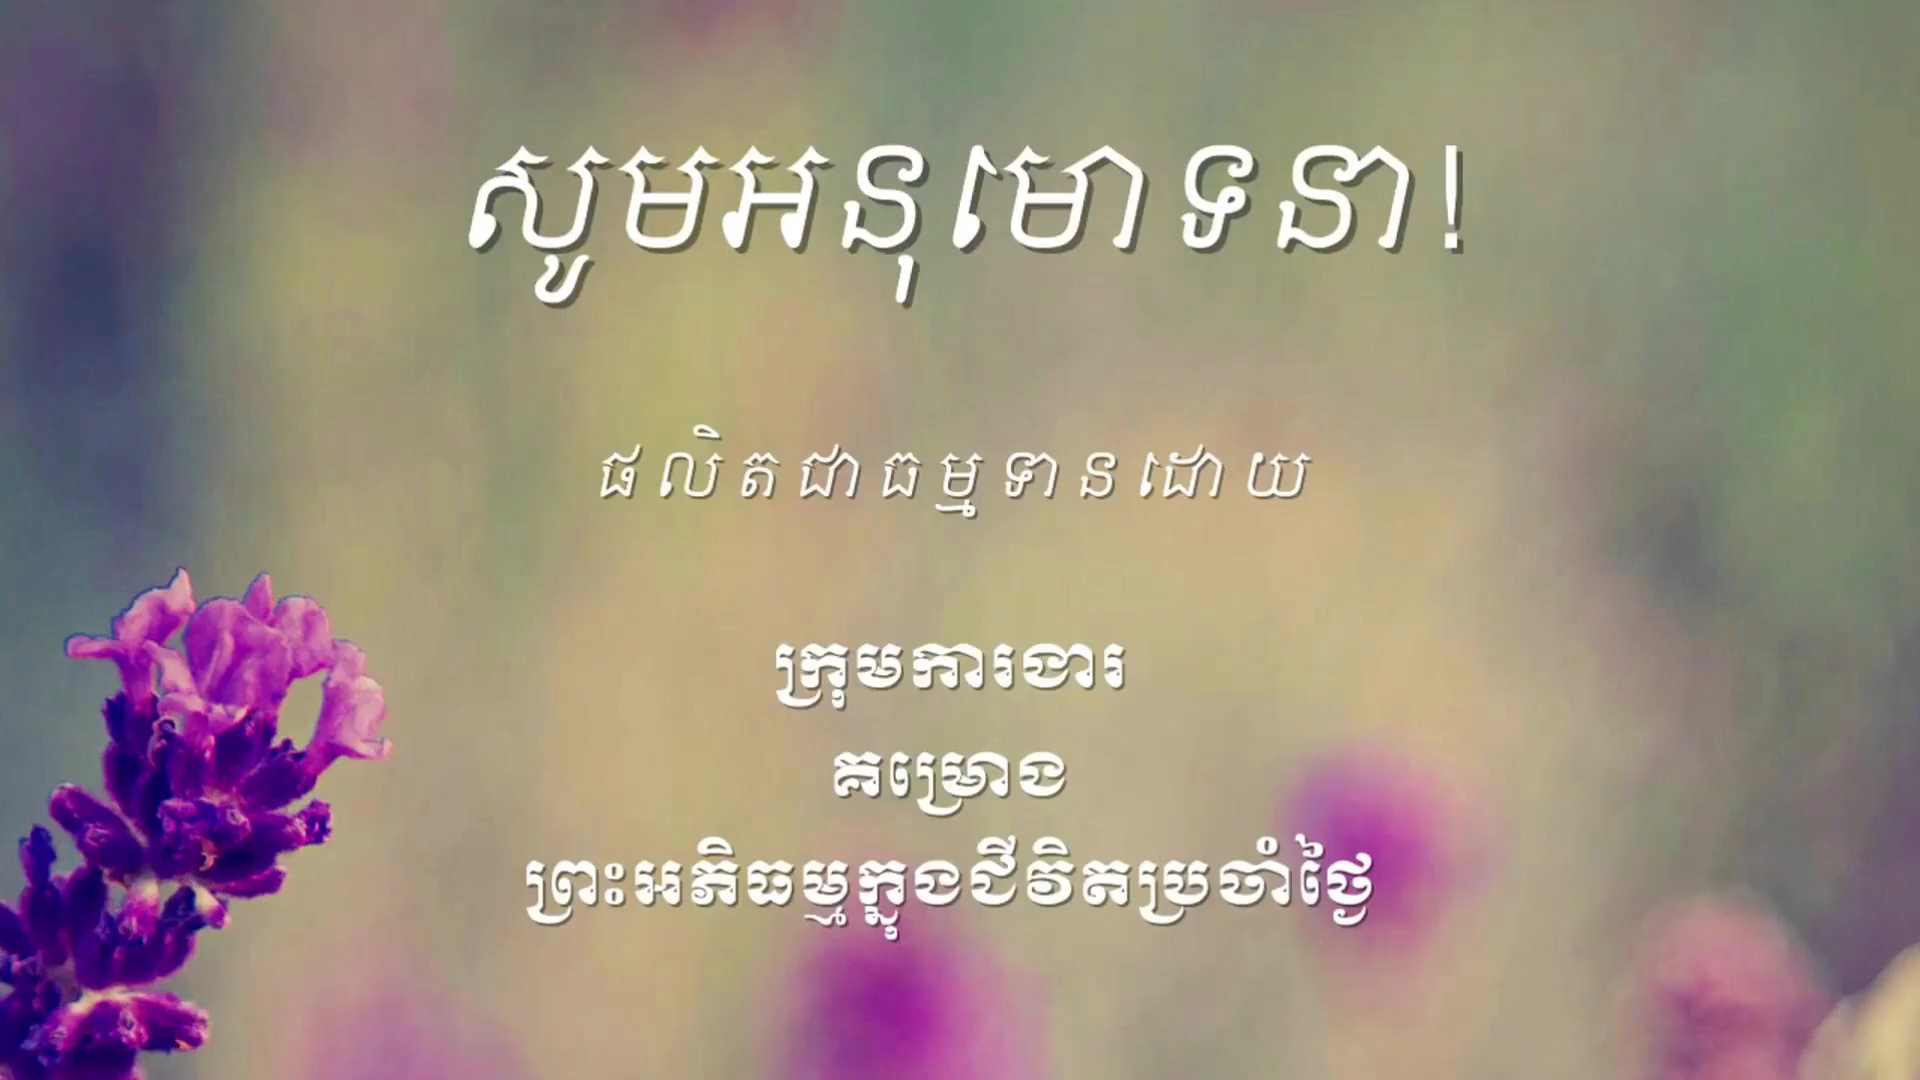 សូមអនុមោទនា!
ផលិតជាធម្មទានដោយ
ក្រុមការងារ
គម្រោង
ព្រះអភិធម្មក្នុងជីវិតប្រចាំថ្ងៃ